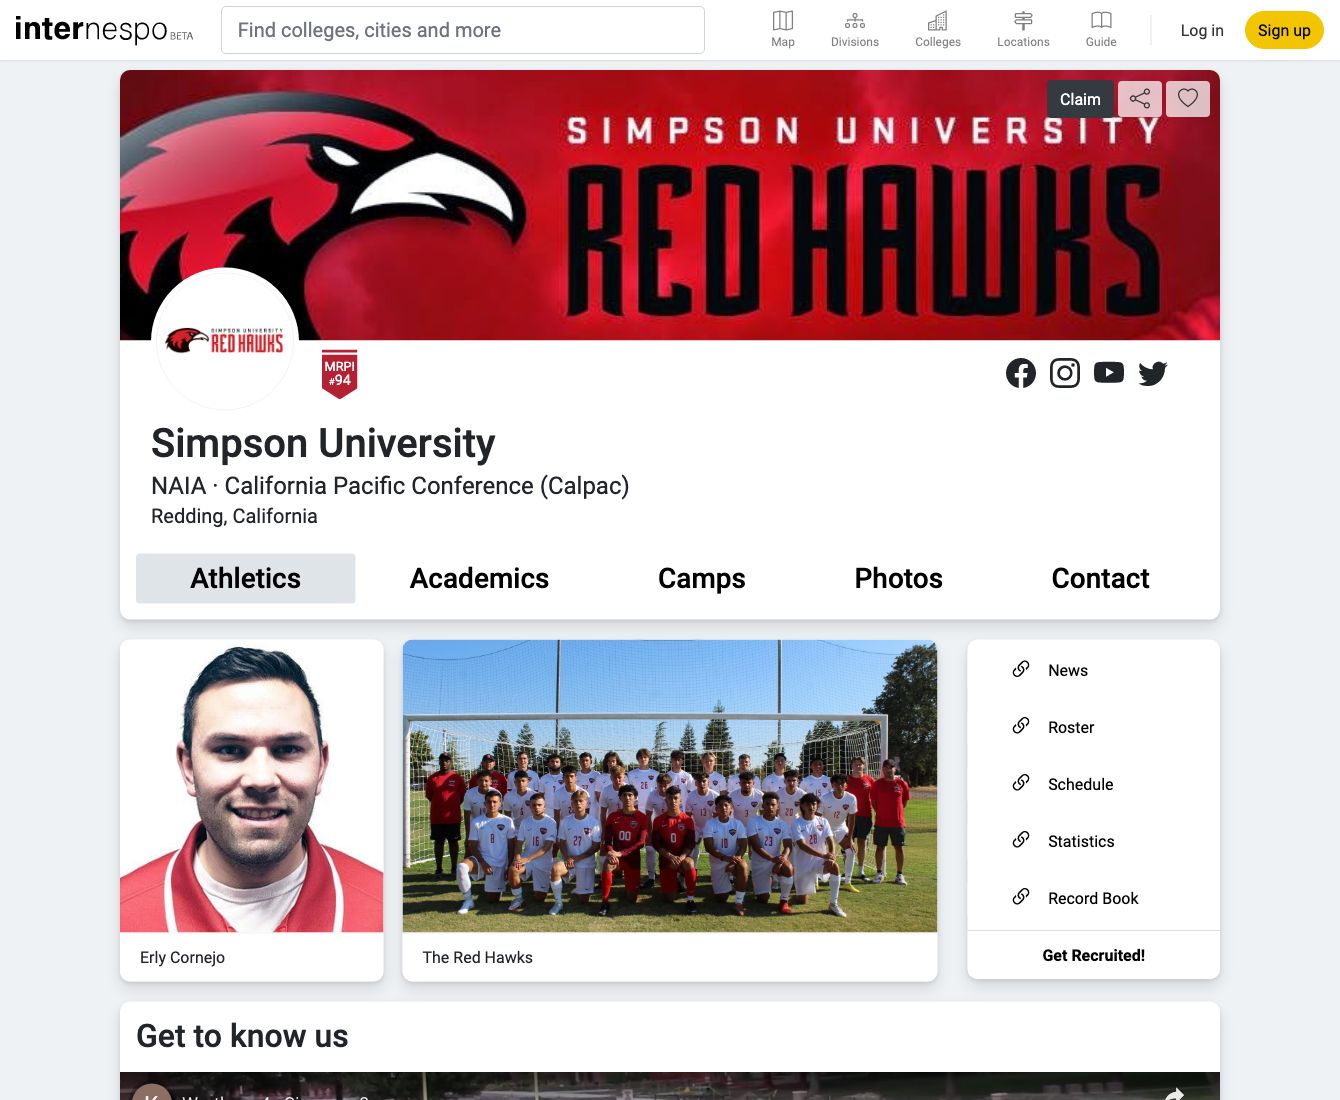 internespo BETA
Find colleges, cities and more
Map
Divisions
Colleges
Locations
Guide
Log in
Sign up
Claim
SIMPSON UNIVERSITY
RED HAWKS
SIMPSON UNIVERSITY
RED HAWKS
MRPI
#94
Simpson University
NAIA · California Pacific Conference (Calpac)
Redding, California
Athletics
Academics
Camps
Photos
Contact
Erly Cornejo
The Red Hawks
News
Roster
Schedule
Statistics
Record Book
Get Recruited!
Get to know us